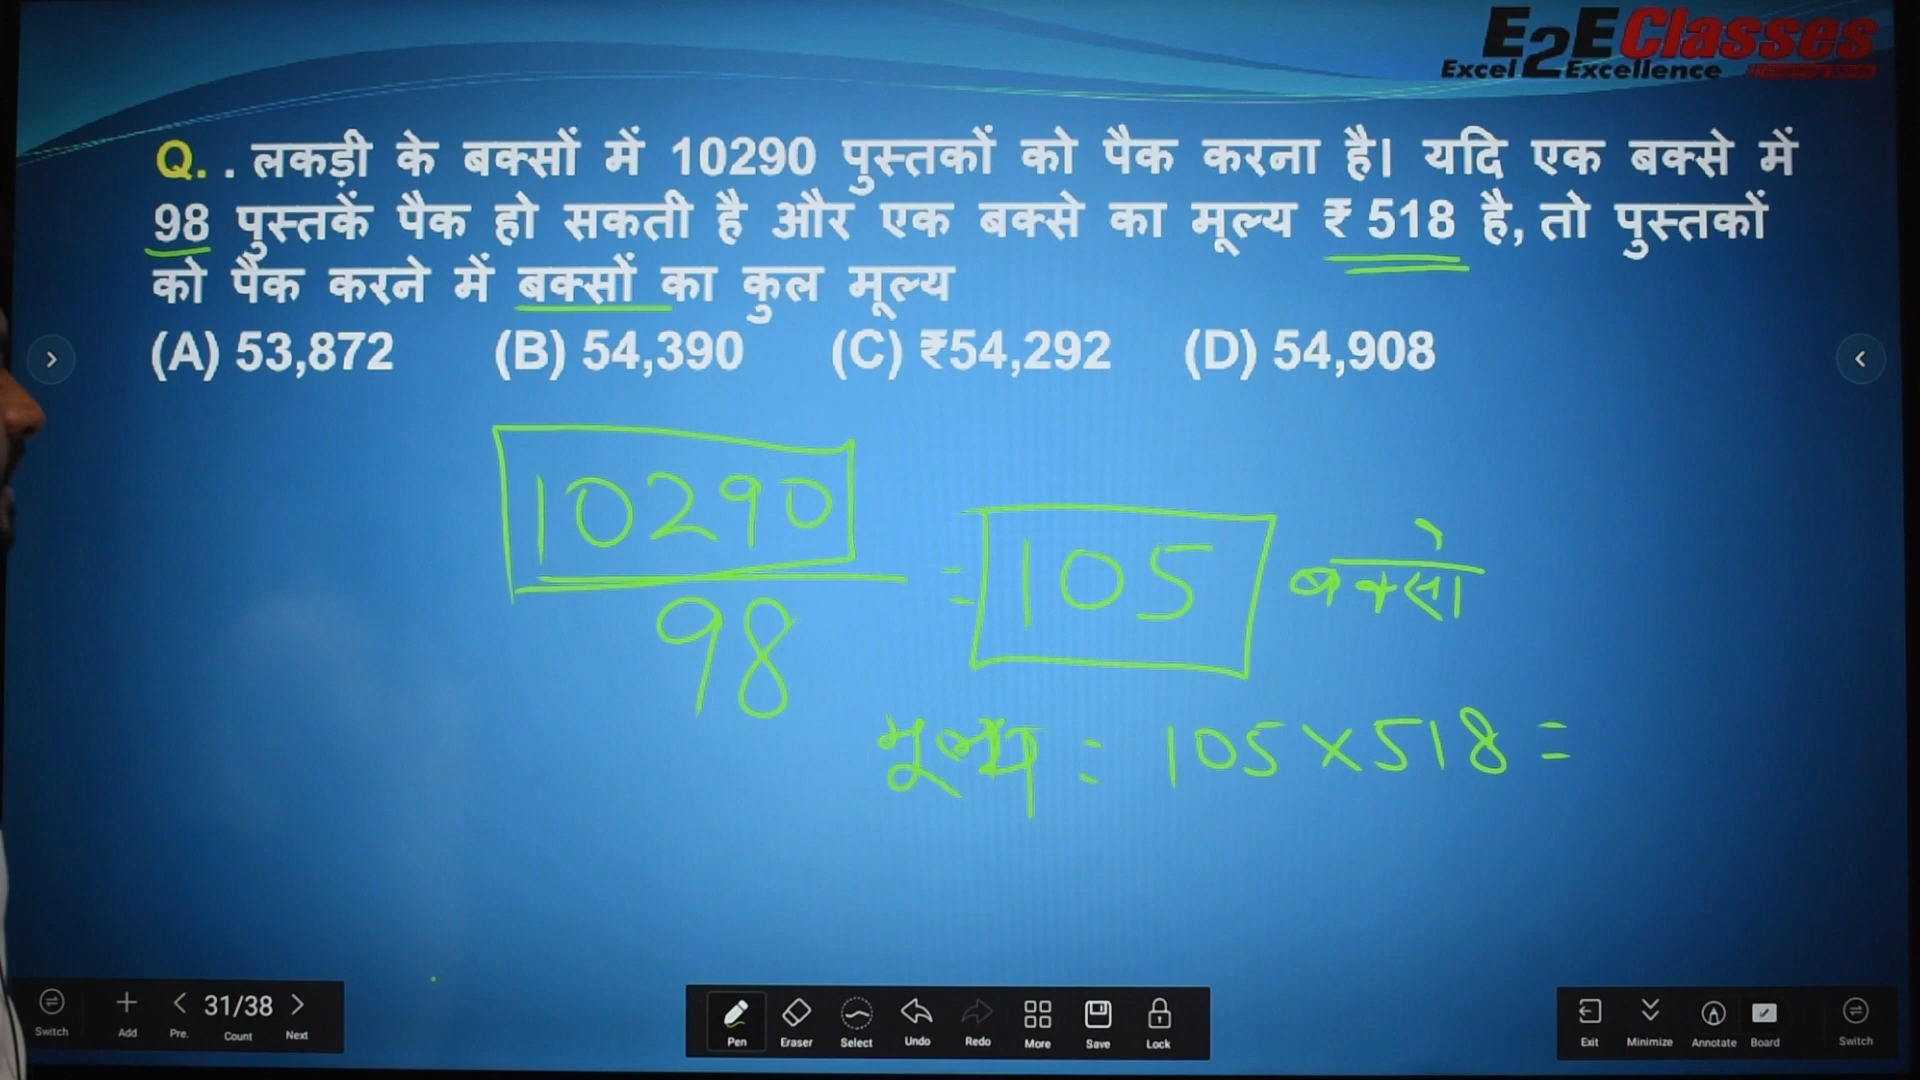 E2E Classes
Excel 2 Excellence
Q. . लकड़ी के बक्सों में 10290 पुस्तकों को पैक करना है। यदि एक बक्से में
98 पुस्तकें पैक हो सकती है और एक बक्से का मूल्य ₹ 518 है, तो पुस्तकों
को पैक करने में बक्सों का कुल मूल्य
(A) 53,872 (B) 54,390 (C) ₹54,292 (D) 54,908
10290
98
= 105 बक्सो
मूल्य = 105 × 518 =
Switch Add Pre. 31/38 Count Next
Pen Eraser Select Undo Redo More Save Lock
Exit Minimize Annotate Board Switch